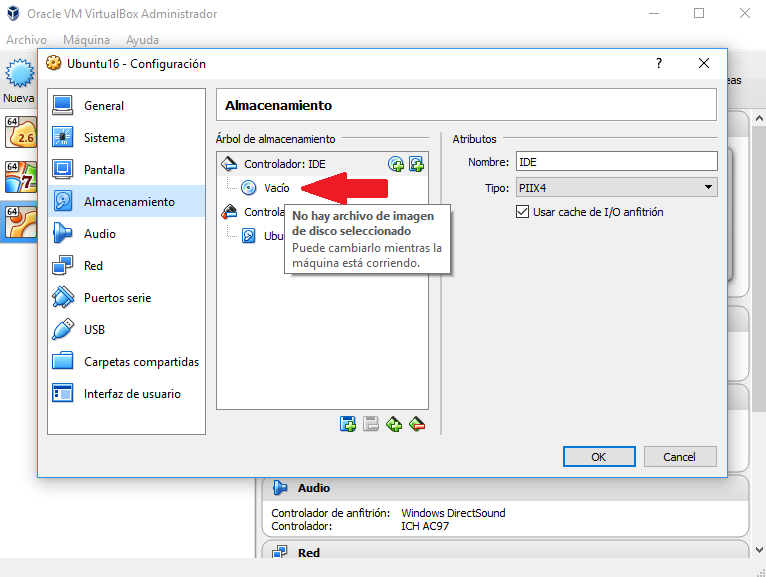 Oracle VM VirtualBox Administrador
Archivo Máquina Ayuda
Nueva
eas
64
2.6
64
7
64
Ubuntu16 - Configuración
?
General
Sistema
Pantalla
Almacenamiento
Audio
Red
Puertos serie
USB
Carpetas compartidas
Interfaz de usuario
Almacenamiento
Árbol de almacenamiento
Controlador: IDE
Vacío
Controla
Ubu
No hay archivo de imagen
de disco seleccionado
Puede cambiarlo mientras la
máquina está corriendo.
Atributos
Nombre: IDE
Tipo: PIIX4
Usar cache de I/O anfitrión
OK Cancel
Audio
Controlador de anfitrión: Windows DirectSound
Controlador: ICH AC97
Red